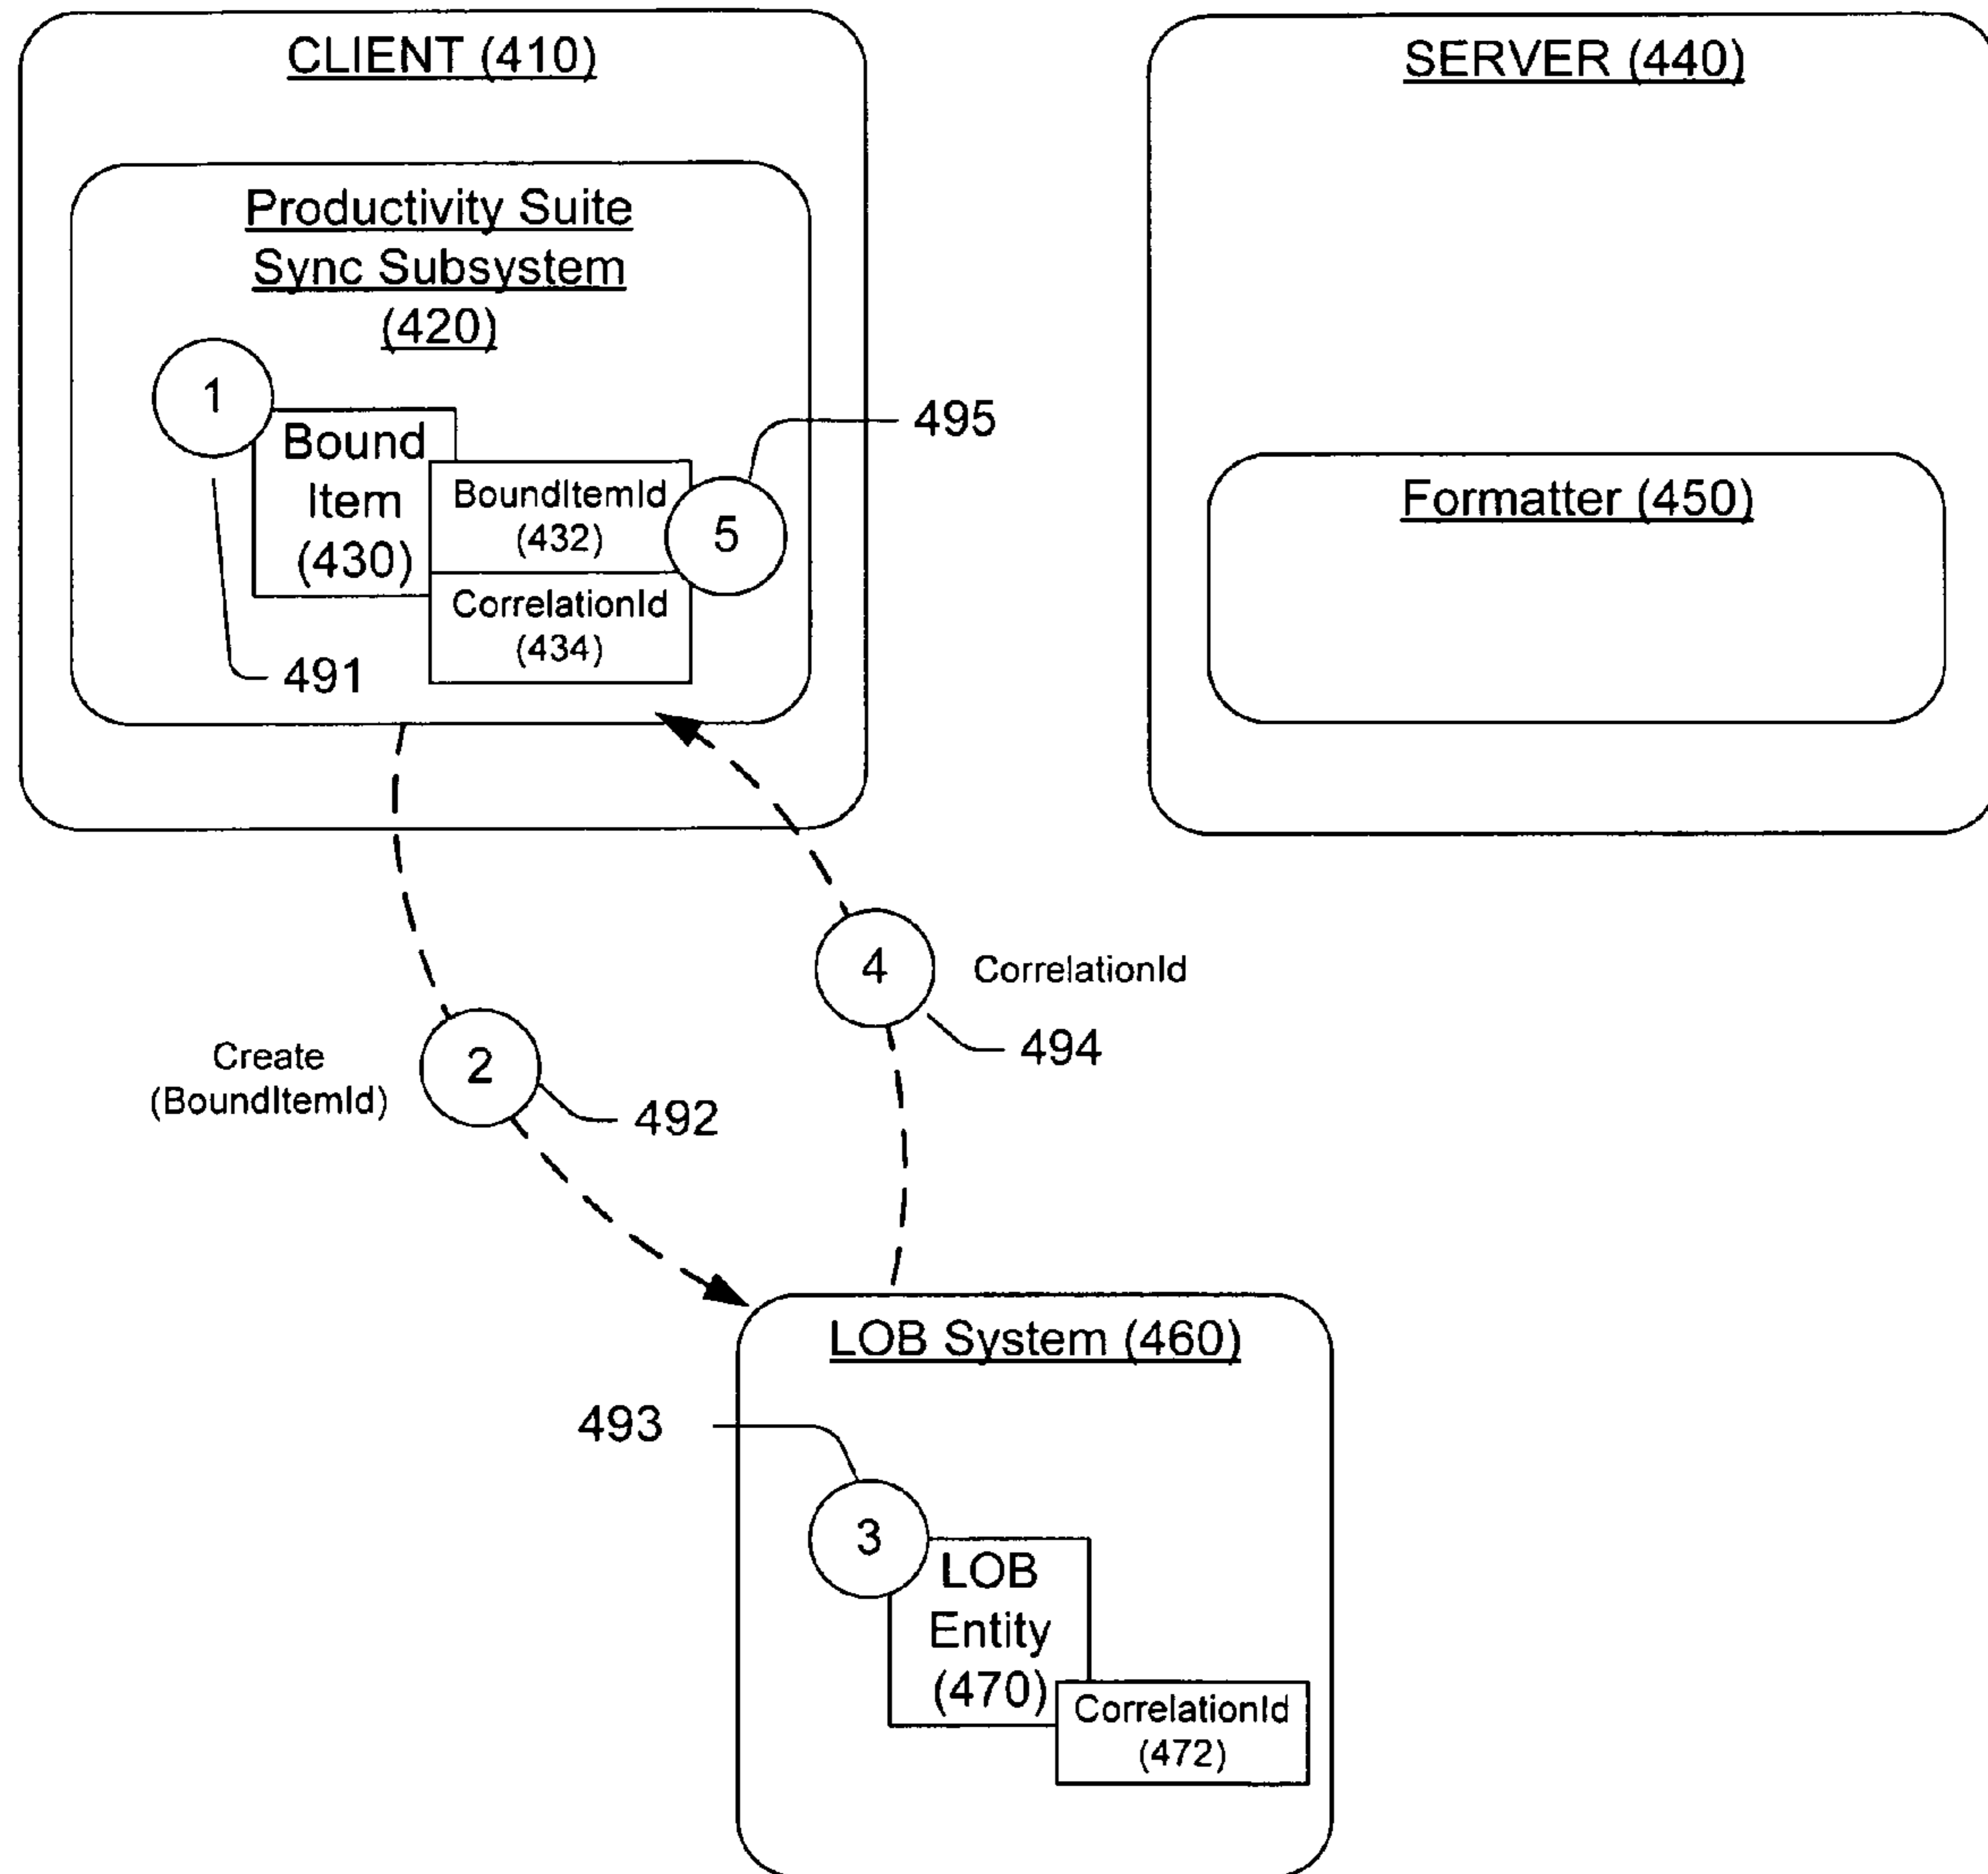 CLIENT (410)
Productivity Suite
Sync Subsystem
(420)
1
Bound
Item
(430)
BoundItemId
(432)
CorrelationId
(434)
5
495
491
SERVER (440)
Formatter (450)
4
CorrelationId
494
Create
(BoundItemId)
2
492
LOB System (460)
493
3
LOB
Entity
(470)
CorrelationId
(472)